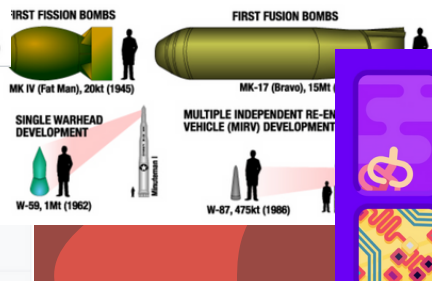 FIRST FISSION BOMBS
FIRST FUSION BOMBS
MK IV (Fat Man), 20kt (1945)
MK-17 (Bravo), 15Mt (
SINGLE WARHEAD
DEVELOPMENT
MULTIPLE INDEPENDENT RE-EN
VEHICLE (MIRV) DEVELOPMENT
Minuteman I
W-59, 1Mt (1962)
W-87, 475kt (1986)